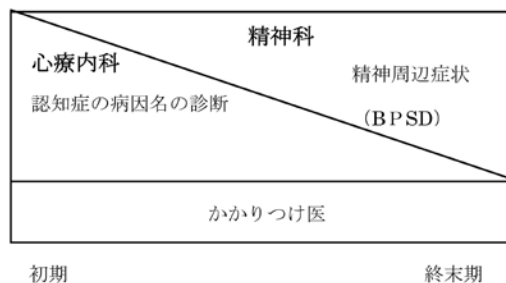 精神科
心療内科
精神周辺症状
認知症の病因名の診断
（BPSD）
かかりつけ医
初期
終末期